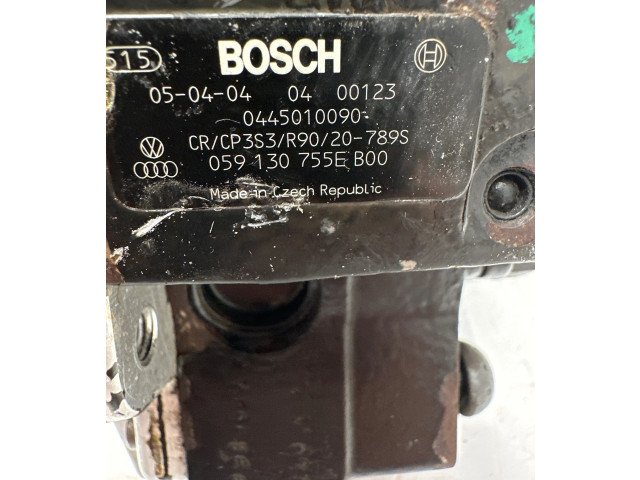 515 BOSCH
05-04-04 04 00123
0445010090
CR/CP3S3/R90/20-789S
059 130 755E B00
Made in Czech Republic